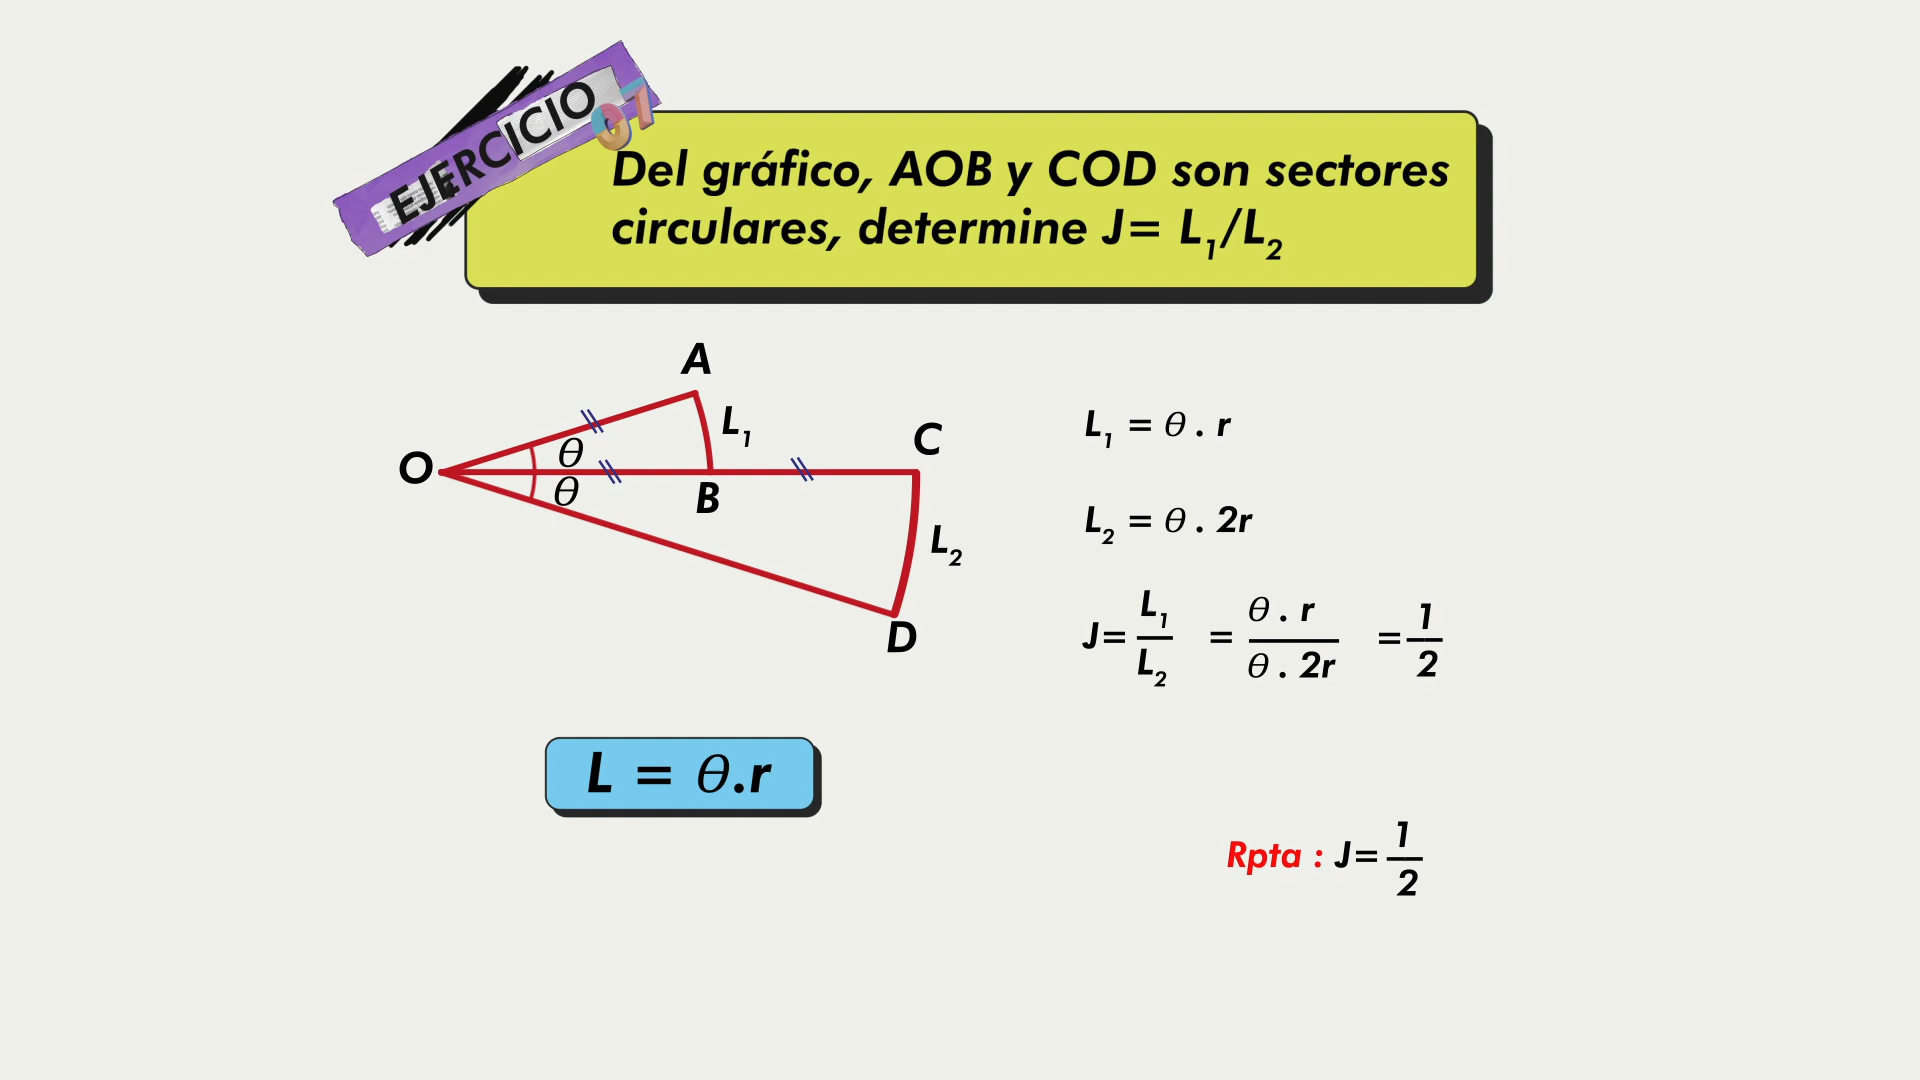 EJERCICIO 01
Del gráfico, AOB y COD son sectores
circulares, determine J= L₁/L₂
A
L₁
C
O
θ
θ
B
L₂
D
L₁ = θ . r
L₂ = θ . 2r
J= L₁/L₂ = θ . r/θ . 2r = 1/2
L = θ.r
Rpta : J= 1/2